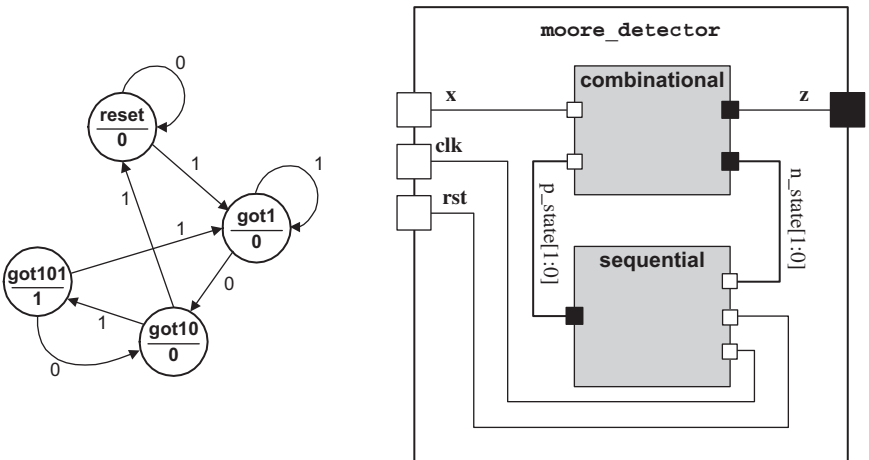 0
reset
0
1
1
1
got1
0
1
0
got101
1
1
got10
0
0
moore_detector
combinational
x
z
clk
rst
p_state[1:0]
n_state[1:0]
sequential